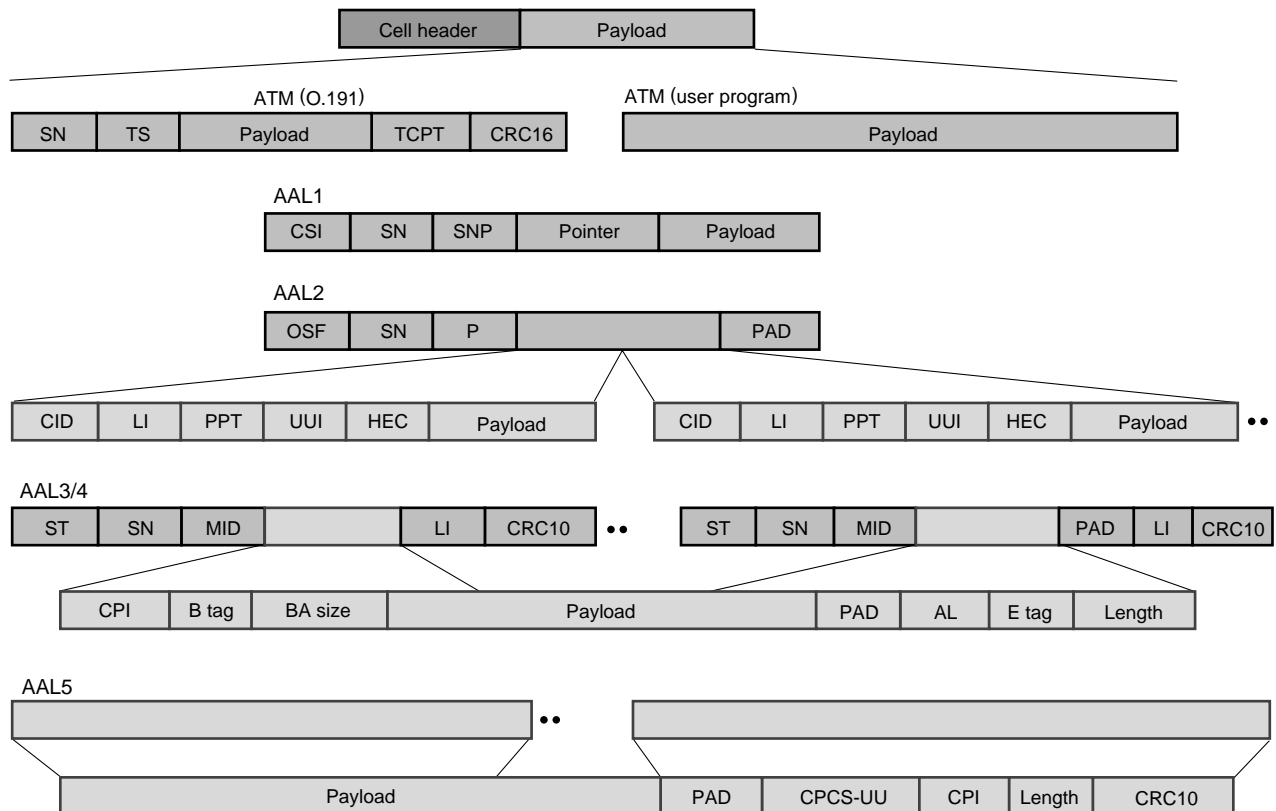 Cell header Payload
ATM (O.191) ATM (user program)
SN TS Payload TCPT CRC16 Payload
AAL1
CSI SN SNP Pointer Payload
AAL2
OSF SN P PAD
CID LI PPT UUI HEC Payload CID LI PPT UUI HEC Payload ••
AAL3/4
ST SN MID LI CRC10 •• ST SN MID PAD LI CRC10
CPI B tag BA size Payload PAD AL E tag Length
AAL5
••
Payload PAD CPCS-UU CPI Length CRC10